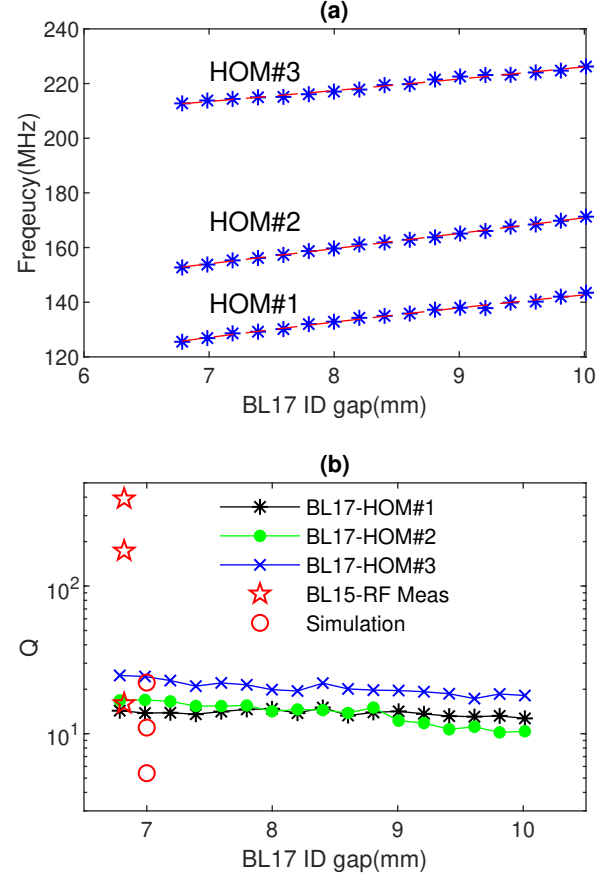 (a)
Freqeucy(MHz)
240
220
200
180
160
140
120
HOM#3
HOM#2
HOM#1
6 7 8 9 10
BL17 ID gap(mm)
(b)
Q
10^2
10^1
BL17-HOM#1
BL17-HOM#2
BL17-HOM#3
BL15-RF Meas
Simulation
7 8 9 10
BL17 ID gap(mm)